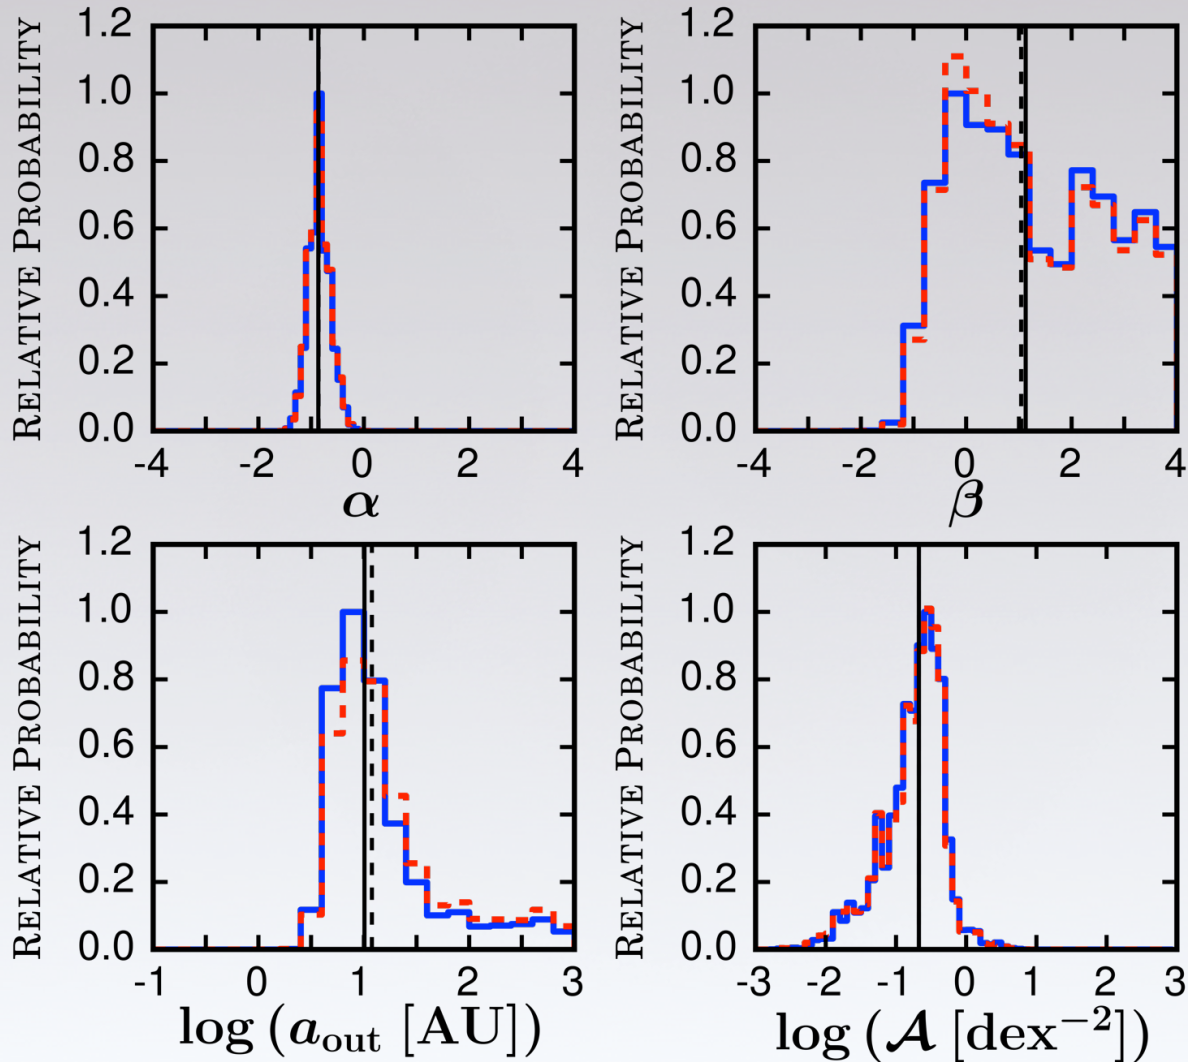 1.2
1.0
0.8
0.6
0.4
0.2
0.0
RELATIVE PROBABILITY
-4 -2 0 2 4
α
1.2
1.0
0.8
0.6
0.4
0.2
0.0
RELATIVE PROBABILITY
-4 -2 0 2 4
β
1.2
1.0
0.8
0.6
0.4
0.2
0.0
RELATIVE PROBABILITY
-1 0 1 2 3
log (a_out [AU])
1.2
1.0
0.8
0.6
0.4
0.2
0.0
RELATIVE PROBABILITY
-3 -2 -1 0 1 2 3
log (𝓐 [dex⁻²])